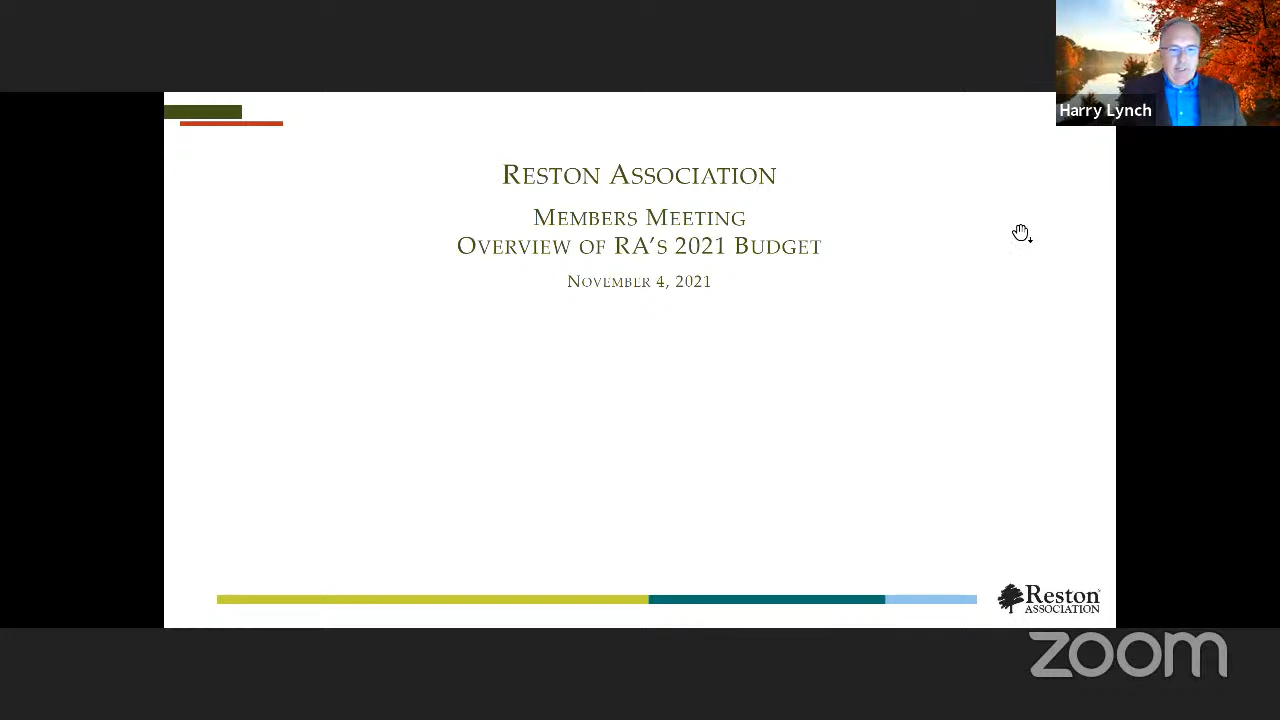 Harry Lynch
RESTON ASSOCIATION
MEMBERS MEETING
OVERVIEW OF RA'S 2021 BUDGET
NOVEMBER 4, 2021
Reston
ASSOCIATION
zoom